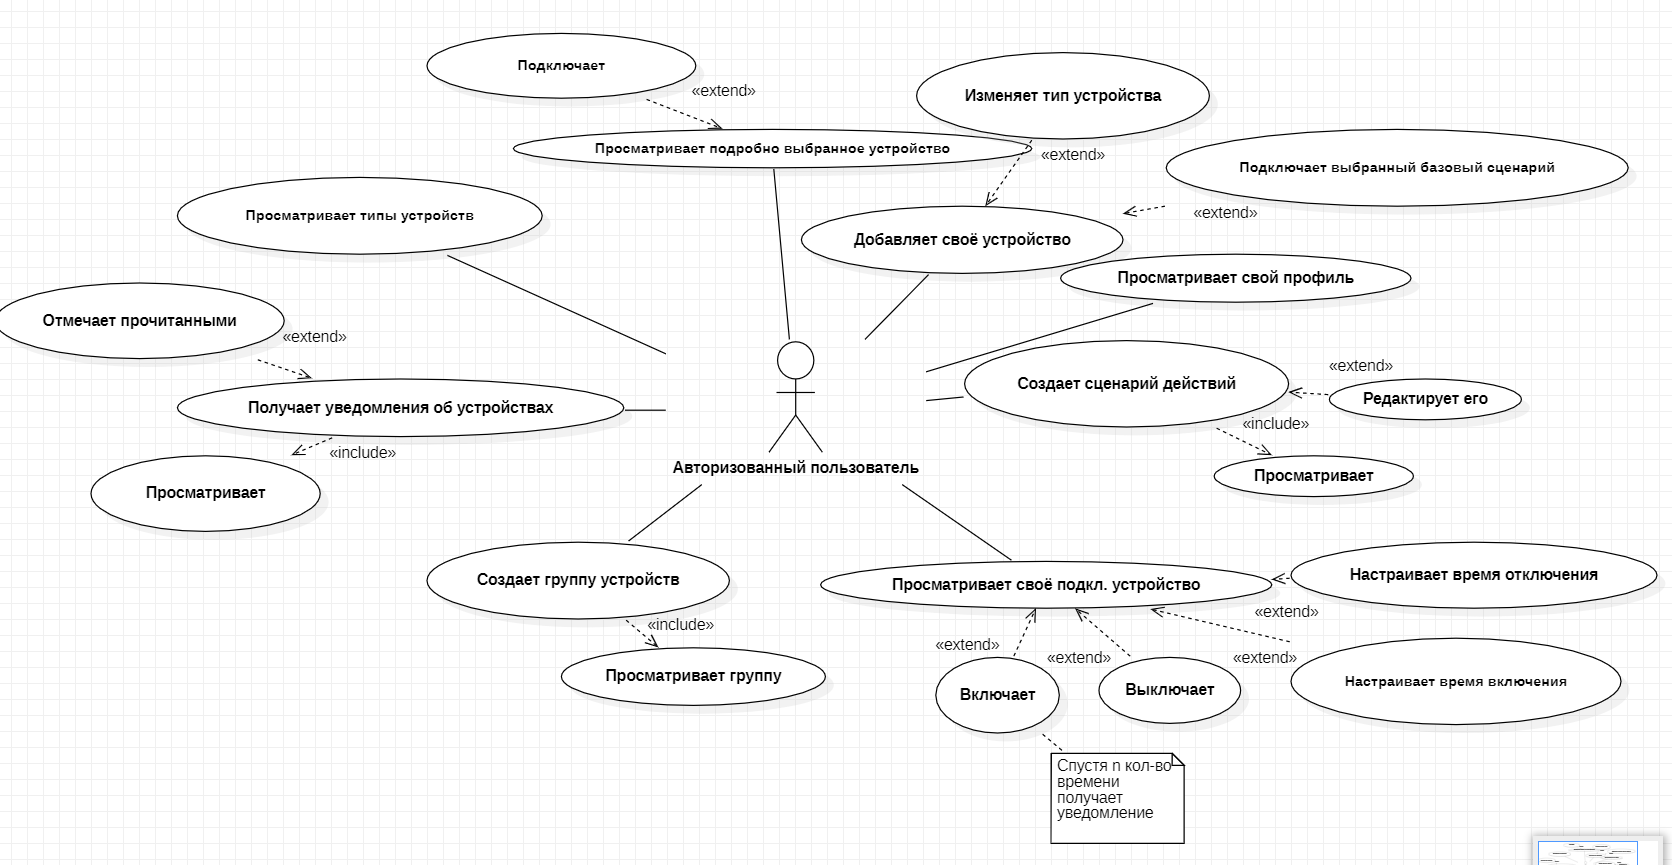 Подключает
«extend»
Изменяет тип устройства
Просматривает подробно выбранное устройство
«extend»
Подключает выбранный базовый сценарий
«extend»
Просматривает типы устройств
Добавляет своё устройство
Просматривает свой профиль
Отмечает прочитанными
«extend»
Создает сценарий действий
«extend»
Редактирует его
Получает уведомления об устройствах
«include»
«include»
Просматривает
Авторизованный пользователь
Просматривает
Создает группу устройств
Просматривает своё подкл. устройство
Настраивает время отключения
«extend»
«include»
«extend»
«extend»
«extend»
Просматривает группу
Включает
Выключает
Настраивает время включения
Спустя n кол-во
времени
получает
уведомление